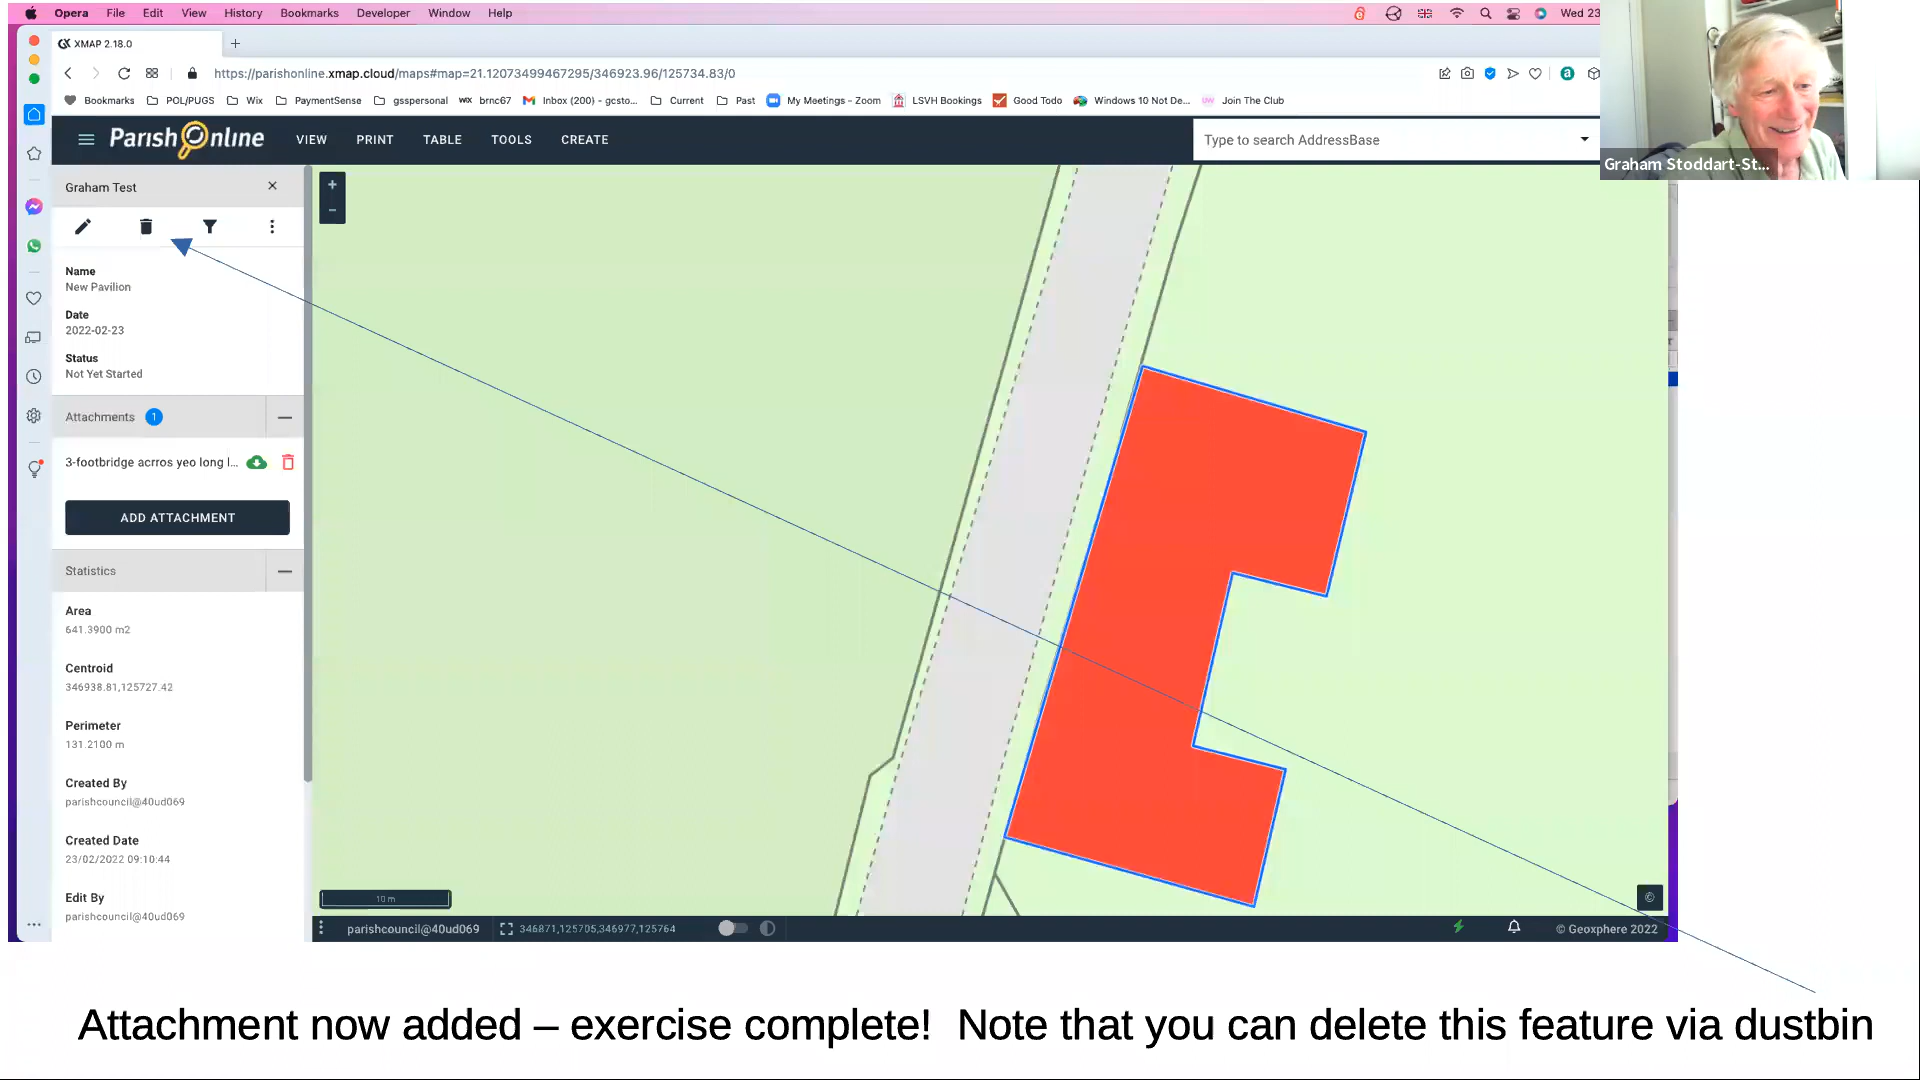 Opera File Edit View History Bookmarks Developer Window Help Wed 23
XMAP 2.18.0
https://parishonline.xmap.cloud/maps#map=21.12073499467295/346923.96/125734.83/0
Bookmarks POL/PUGS Wix PaymentSense gsspersonal WIX brnc67 Inbox (200) - gcsto... Current Past My Meetings - Zoom LSVH Bookings Good Todo Windows 10 Not De... Join The Club
Parish Online VIEW PRINT TABLE TOOLS CREATE Type to search AddressBase
Graham Stoddart-St...
Graham Test
Name
New Pavilion
Date
2022-02-23
Status
Not Yet Started
Attachments 1
3-footbridge acrros yeo long l...
ADD ATTACHMENT
Statistics
Area
641.3900 m2
Centroid
346938.81,125727.42
Perimeter
131.2100 m
Created By
parishcouncil@40ud069
Created Date
23/02/2022 09:10:44
Edit By
parishcouncil@40ud069
10 m
parishcouncil@40ud069 346871,125705,346977,125764 © Geoxphere 2022
Attachment now added – exercise complete! Note that you can delete this feature via dustbin